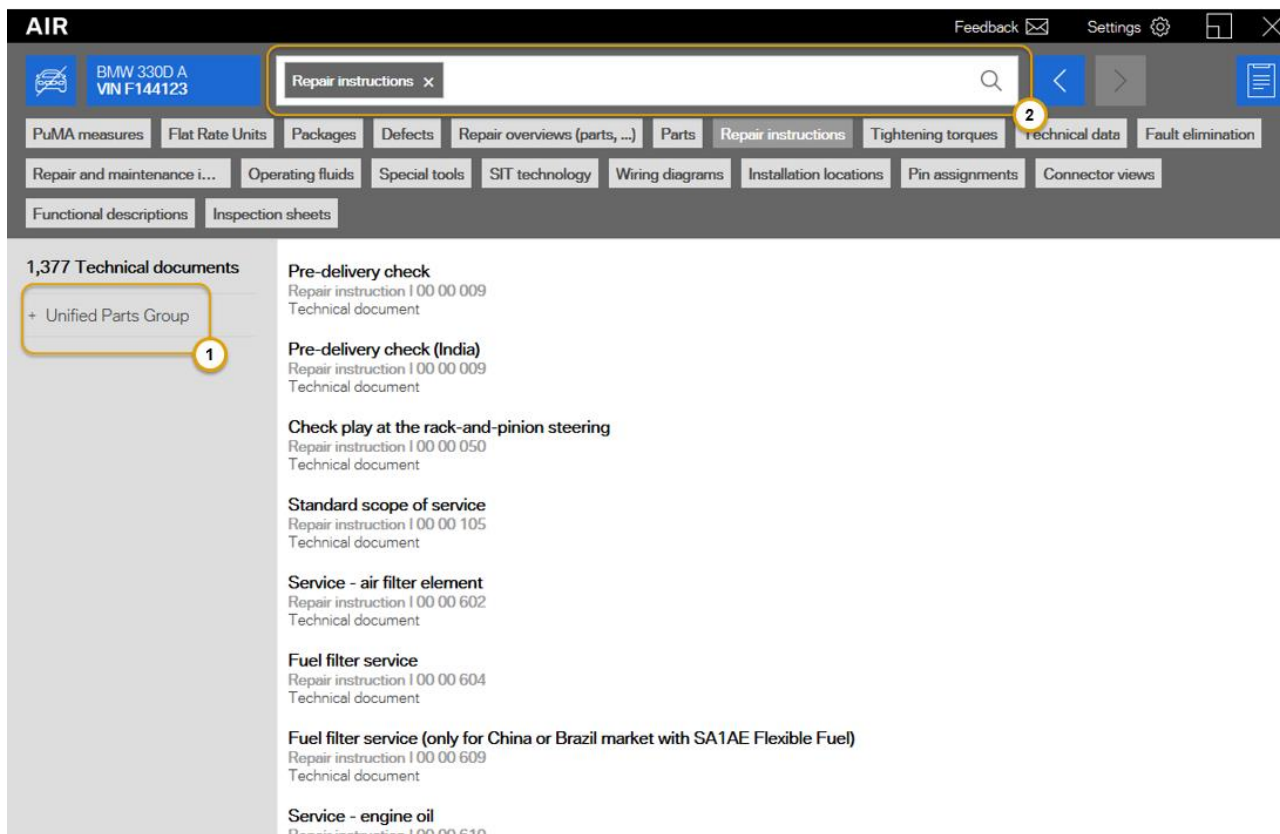 AIR
Feedback
Settings
BMW 330D A
VIN F144123
Repair instructions x
2
PuMA measures Flat Rate Units Packages Defects Repair overviews (parts, ...) Parts Repair instructions Tightening torques Technical data Fault elimination
Repair and maintenance i... Operating fluids Special tools SIT technology Wiring diagrams Installation locations Pin assignments Connector views
Functional descriptions Inspection sheets
1,377 Technical documents
+ Unified Parts Group
1
Pre-delivery check
Repair instruction I 00 00 009
Technical document
Pre-delivery check (India)
Repair instruction I 00 00 009
Technical document
Check play at the rack-and-pinion steering
Repair instruction I 00 00 050
Technical document
Standard scope of service
Repair instruction I 00 00 105
Technical document
Service - air filter element
Repair instruction I 00 00 602
Technical document
Fuel filter service
Repair instruction I 00 00 604
Technical document
Fuel filter service (only for China or Brazil market with SA1AE Flexible Fuel)
Repair instruction I 00 00 609
Technical document
Service - engine oil
Repair instruction I 00 00 610